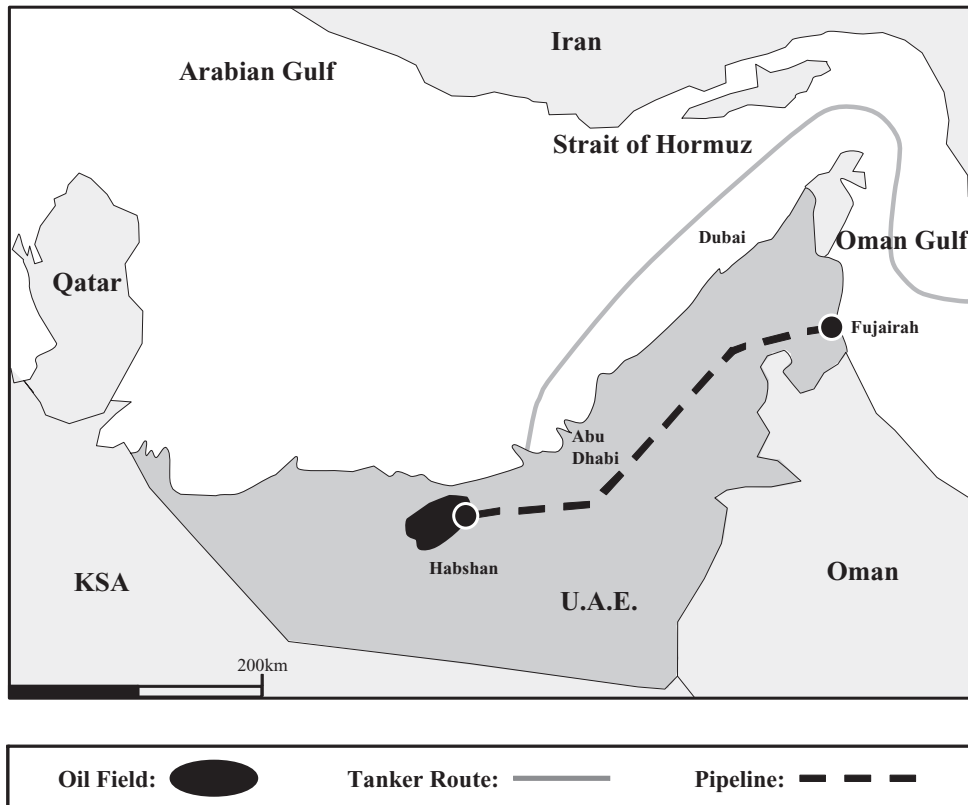 Iran
Arabian Gulf
Strait of Hormuz
Dubai
Oman Gulf
Qatar
Fujairah
Abu
Dhabi
Habshan
KSA
Oman
U.A.E.
200km
Oil Field:
Tanker Route:
Pipeline: